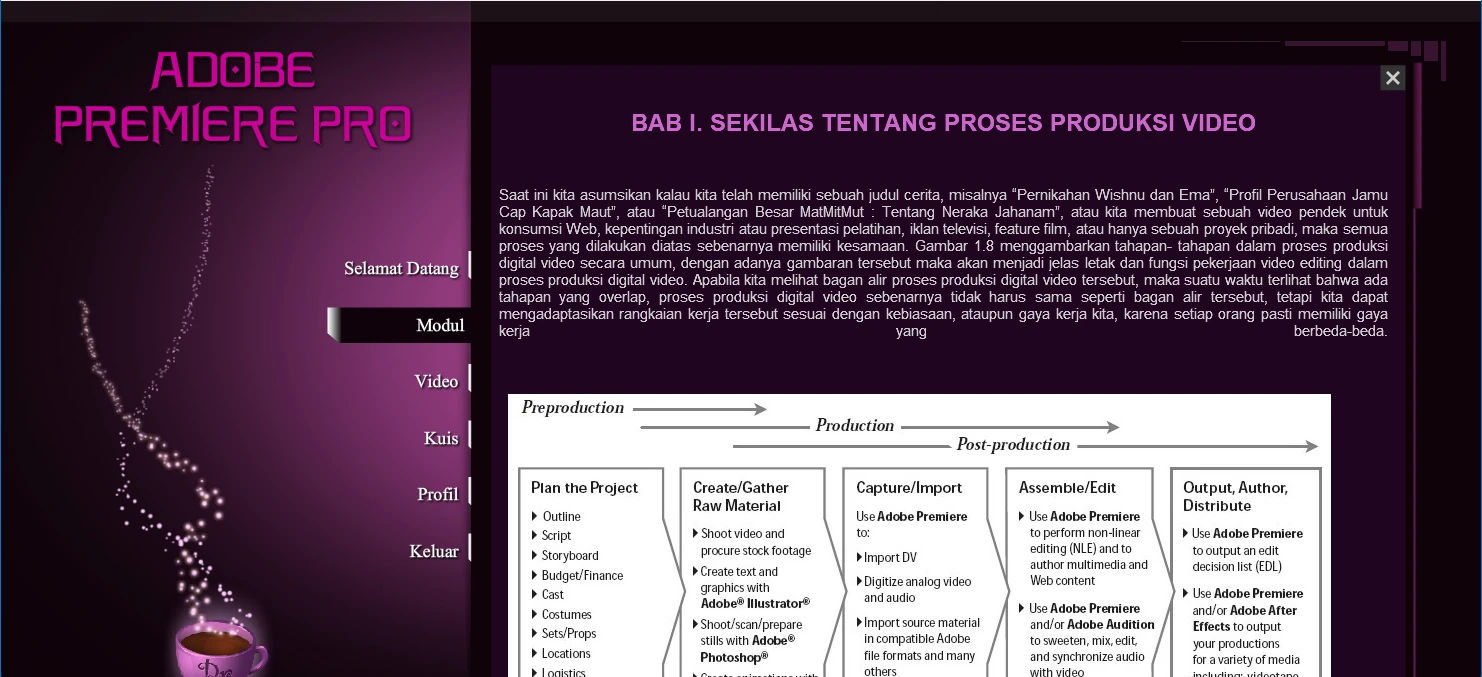 ADOBE
PREMIERE PRO
Selamat Datang
Modul
Video
Kuis
Profil
Keluar
BAB I. SEKILAS TENTANG PROSES PRODUKSI VIDEO
Saat ini kita asumsikan kalau kita telah memiliki sebuah judul cerita, misalnya “Pernikahan Wishnu dan Ema”, “Profil Perusahaan Jamu
Cap Kapak Maut”, atau “Petualangan Besar MatMitMut : Tentang Neraka Jahanam”, atau kita membuat sebuah video pendek untuk
konsumsi Web, kepentingan industri atau presentasi pelatihan, iklan televisi, feature film, atau hanya sebuah proyek pribadi, maka semua
proses yang dilakukan diatas sebenarnya memiliki kesamaan. Gambar 1.8 menggambarkan tahapan- tahapan dalam proses produksi
digital video secara umum, dengan adanya gambaran tersebut maka akan menjadi jelas letak dan fungsi pekerjaan video editing dalam
proses produksi digital video. Apabila kita melihat bagan alir proses produksi digital video tersebut, maka suatu waktu terlihat bahwa ada
tahapan yang overlap, proses produksi digital video sebenarnya tidak harus sama seperti bagan alir tersebut, tetapi kita dapat
mengadaptasikan rangkaian kerja tersebut sesuai dengan kebiasaan, ataupun gaya kerja kita, karena setiap orang pasti memiliki gaya
kerja yang berbeda-beda.
Preproduction
Production
Post-production
Plan the Project
Outline
Script
Storyboard
Budget/Finance
Cast
Costumes
Sets/Props
Locations
Logistics
Create/Gather
Raw Material
Shoot video and
procure stock footage
Create text and
graphics with
Adobe® Illustrator®
Shoot/scan/prepare
stills with Adobe®
Photoshop®
Create animations with
Capture/Import
Use Adobe Premiere
to:
Import DV
Digitize analog video
and audio
Import source material
in compatible Adobe
file formats and many
others
Assemble/Edit
Use Adobe Premiere
to perform non-linear
editing (NLE) and to
author multimedia and
Web content
Use Adobe Premiere
and/or Adobe Audition
to sweeten, mix, edit,
and synchronize audio
with video
Output, Author,
Distribute
Use Adobe Premiere
to output an edit
decision list (EDL)
Use Adobe Premiere
and/or Adobe After
Effects to output
your productions
for a variety of media
including: videotape